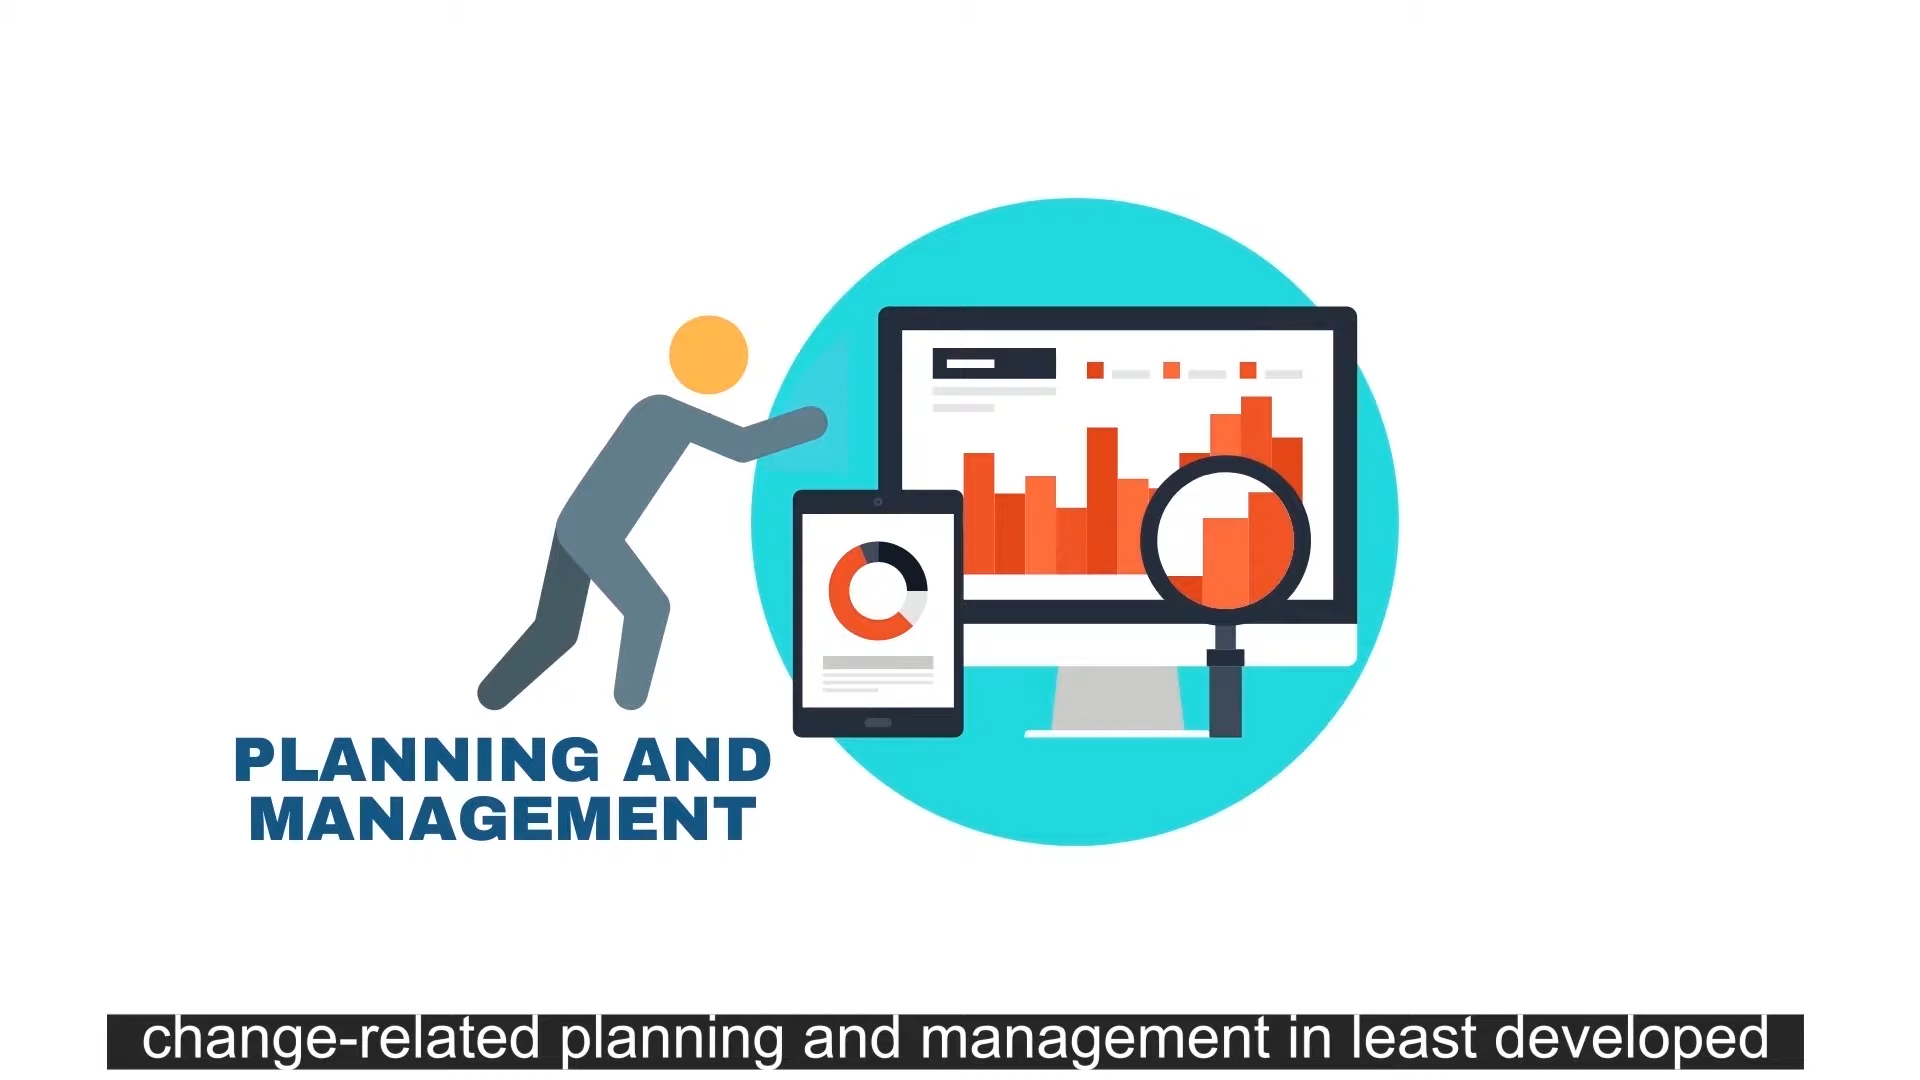 PLANNING AND
MANAGEMENT
change-related planning and management in least developed